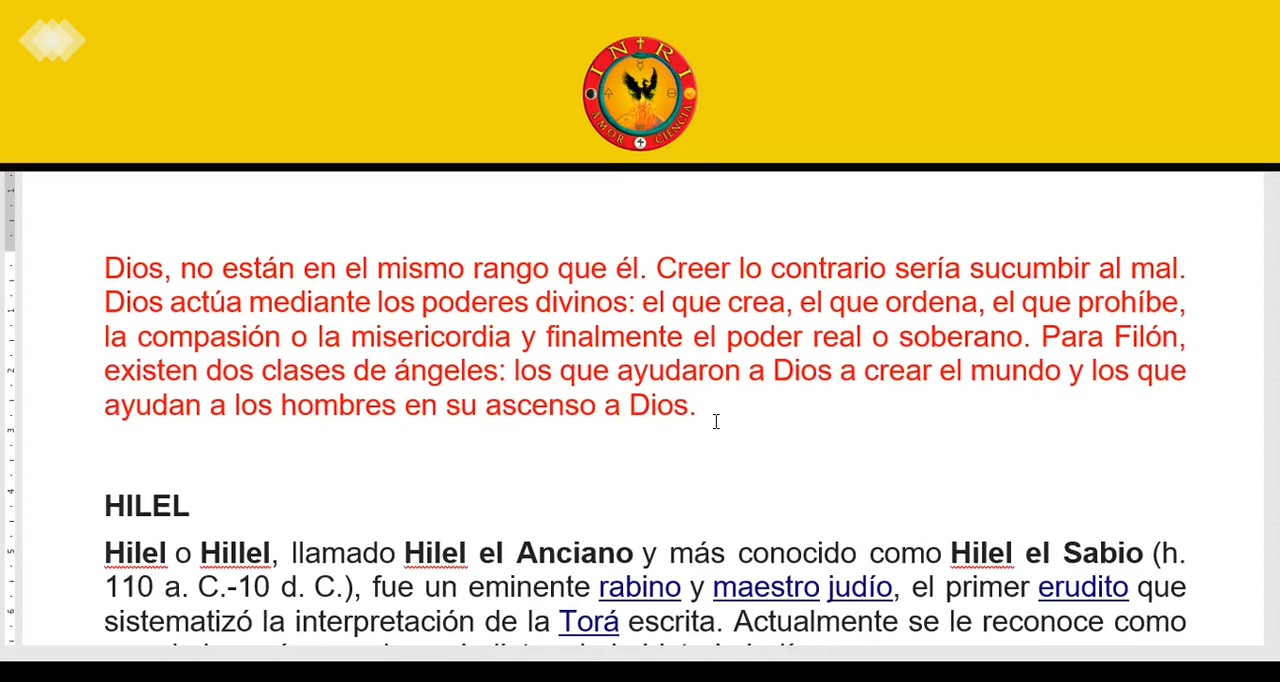 INRI
AMOR CIENCIA
Dios, no están en el mismo rango que él. Creer lo contrario sería sucumbir al mal.
Dios actúa mediante los poderes divinos: el que crea, el que ordena, el que prohíbe,
la compasión o la misericordia y finalmente el poder real o soberano. Para Filón,
existen dos clases de ángeles: los que ayudaron a Dios a crear el mundo y los que
ayudan a los hombres en su ascenso a Dios.
HILEL
Hilel o Hillel, llamado Hilel el Anciano y más conocido como Hilel el Sabio (h.
110 a. C.-10 d. C.), fue un eminente rabino y maestro judío, el primer erudito que
sistematizó la interpretación de la Torá escrita. Actualmente se le reconoce como